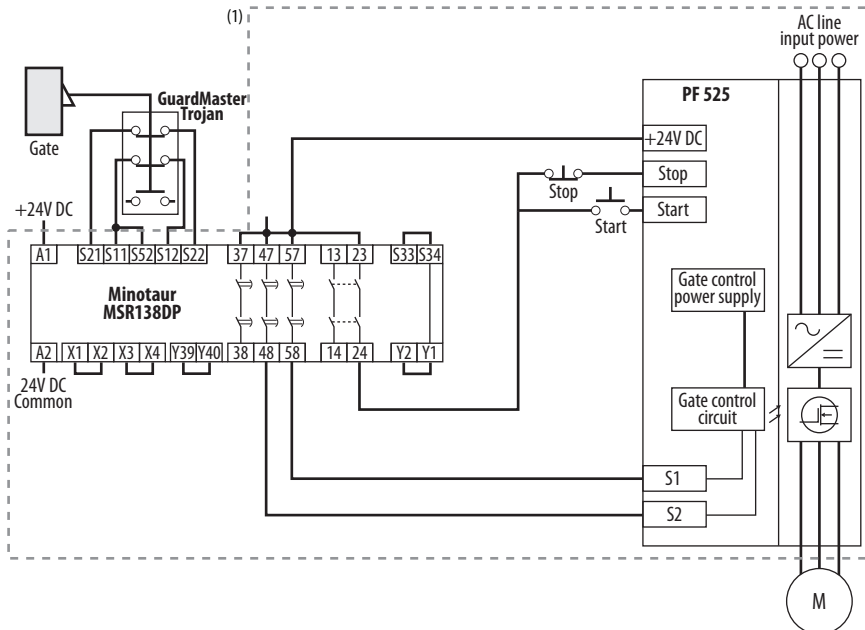 (1)
AC line
input power
GuardMaster
Trojan
PF 525
Gate
+24V DC
Stop
Stop
Start
Start
+24V DC
A1 S21 S11 S52 S12 S22 37 47 57 13 23 S33 S34
Minotaur
MSR138DP
Gate control
power supply
A2 X1 X2 X3 X4 Y39 Y40 38 48 58 14 24 Y2 Y1
24V DC
Common
Gate control
circuit
S1
S2
M